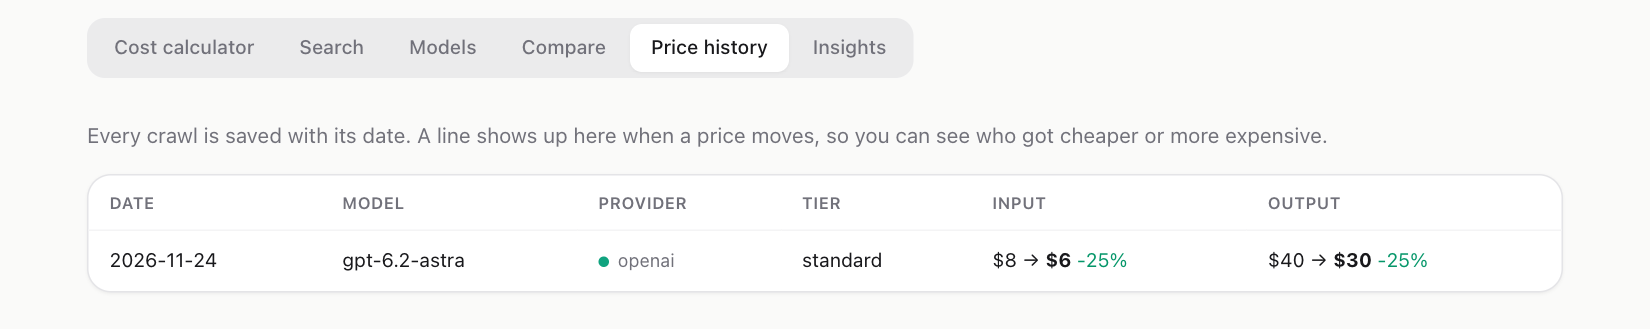 Cost calculator Search Models Compare Price history Insights
Every crawl is saved with its date. A line shows up here when a price moves, so you can see who got cheaper or more expensive.
DATE MODEL PROVIDER TIER INPUT OUTPUT
2026-11-24 gpt-6.2-astra openai standard $8 → $6 -25% $40 → $30 -25%